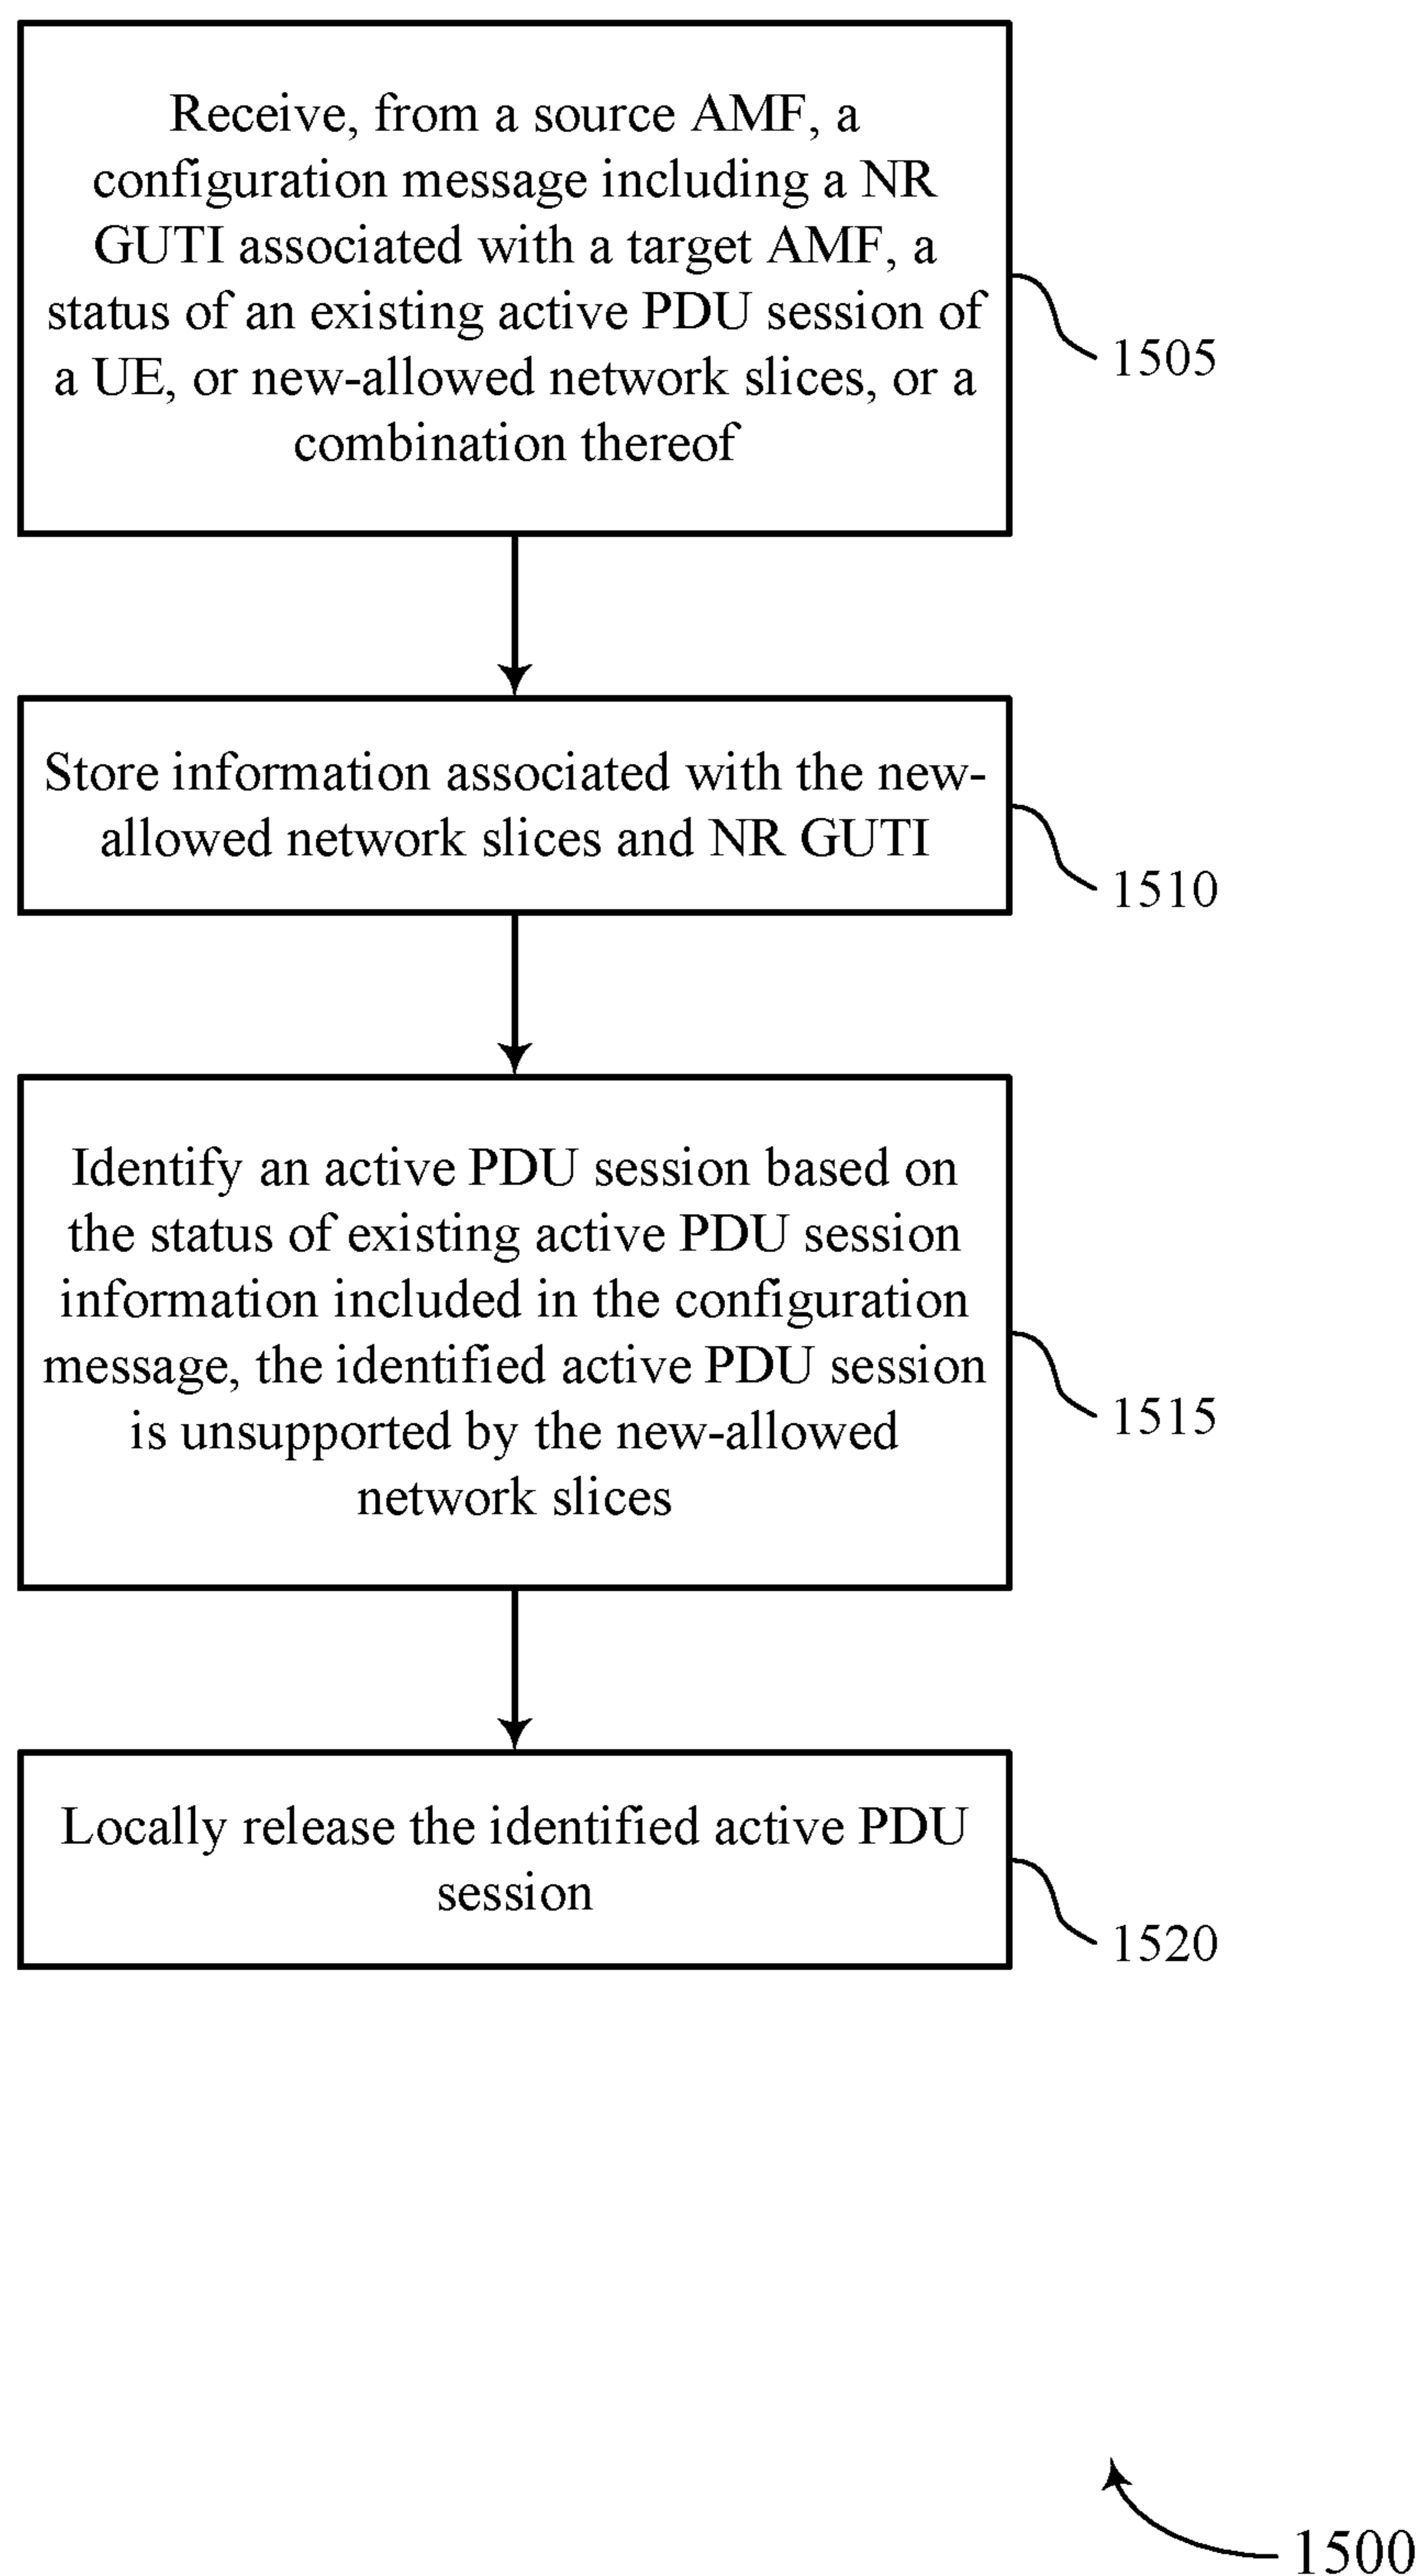 Receive, from a source AMF, a
configuration message including a NR
GUTI associated with a target AMF, a
status of an existing active PDU session of
a UE, or new-allowed network slices, or a
combination thereof
1505
Store information associated with the new-
allowed network slices and NR GUTI
1510
Identify an active PDU session based on
the status of existing active PDU session
information included in the configuration
message, the identified active PDU session
is unsupported by the new-allowed
network slices
1515
Locally release the identified active PDU
session
1520
1500